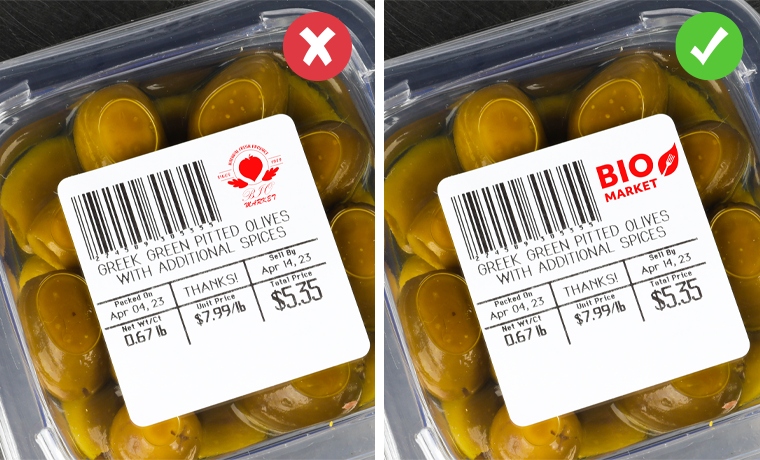 BIO
MARKET
GREEK GREEN PITTED OLIVES
WITH ADDITIONAL SPICES
Packed On
Apr 04, 23
THANKS!
Sell By
Apr 14, 23
Net Wt/Ct
0.67 lb
Unit Price
$7.99/lb
Total Price
$5.35
BIO
MARKET
GREEK GREEN PITTED OLIVES
WITH ADDITIONAL SPICES
Packed On
Apr 04, 23
THANKS!
Sell By
Apr 14, 23
Net Wt/Ct
0.67 lb
Unit Price
$7.99/lb
Total Price
$5.35